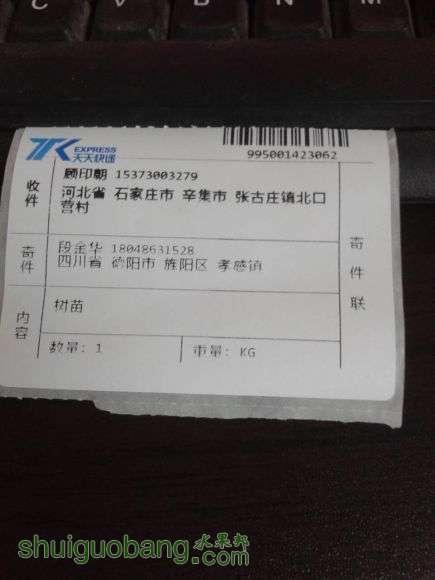 C V B N M
TK EXPRESS
天天快递
995001423062
收件
顾印朝 15373003279
河北省 石家庄市 辛集市 张古庄镇北口
营村
寄件
段金华 18048631528
四川省 德阳市 旌阳区 孝感镇
寄件联
内容
树苗
数量: 1
重量: KG
水果邦
shuiguobang.com